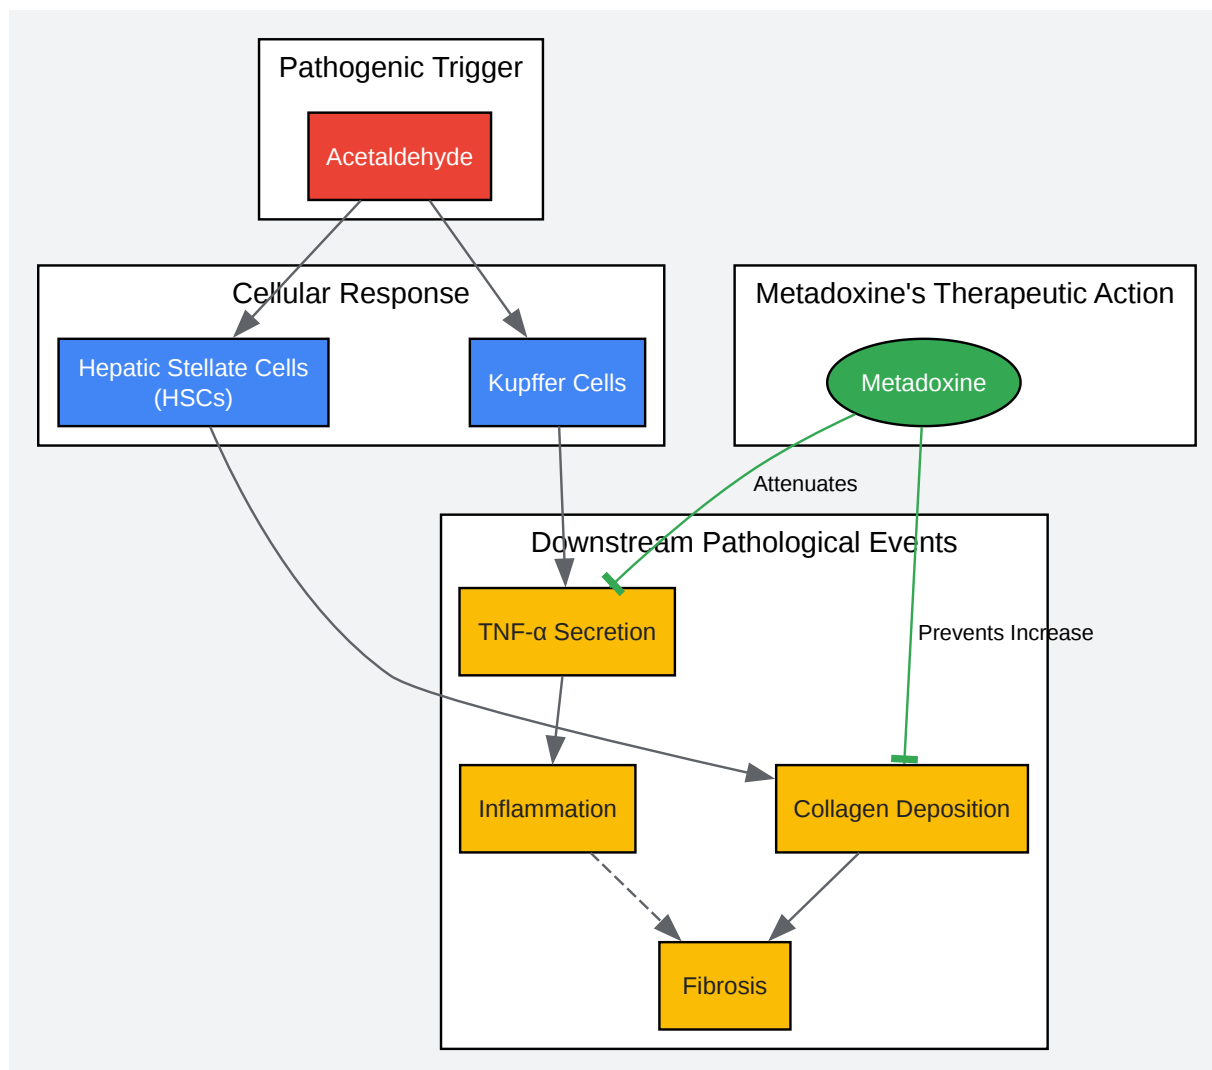 Pathogenic Trigger
Acetaldehyde
Cellular Response
Metadoxine's Therapeutic Action
Hepatic Stellate Cells
(HSCs)
Kupffer Cells
Metadoxine
Attenuates
Downstream Pathological Events
TNF-α Secretion
Prevents Increase
Inflammation
Collagen Deposition
Fibrosis